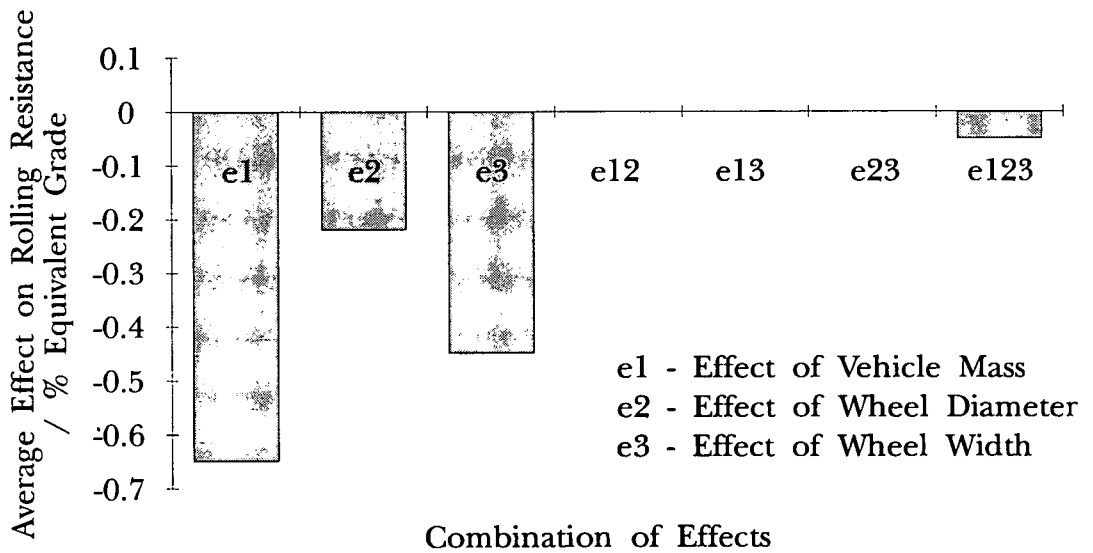 Average Effect on Rolling Resistance
/ % Equivalent Grade
0.1
0
-0.1
-0.2
-0.3
-0.4
-0.5
-0.6
-0.7
e1 e2 e3 e12 e13 e23 e123
e1 - Effect of Vehicle Mass
e2 - Effect of Wheel Diameter
e3 - Effect of Wheel Width
Combination of Effects